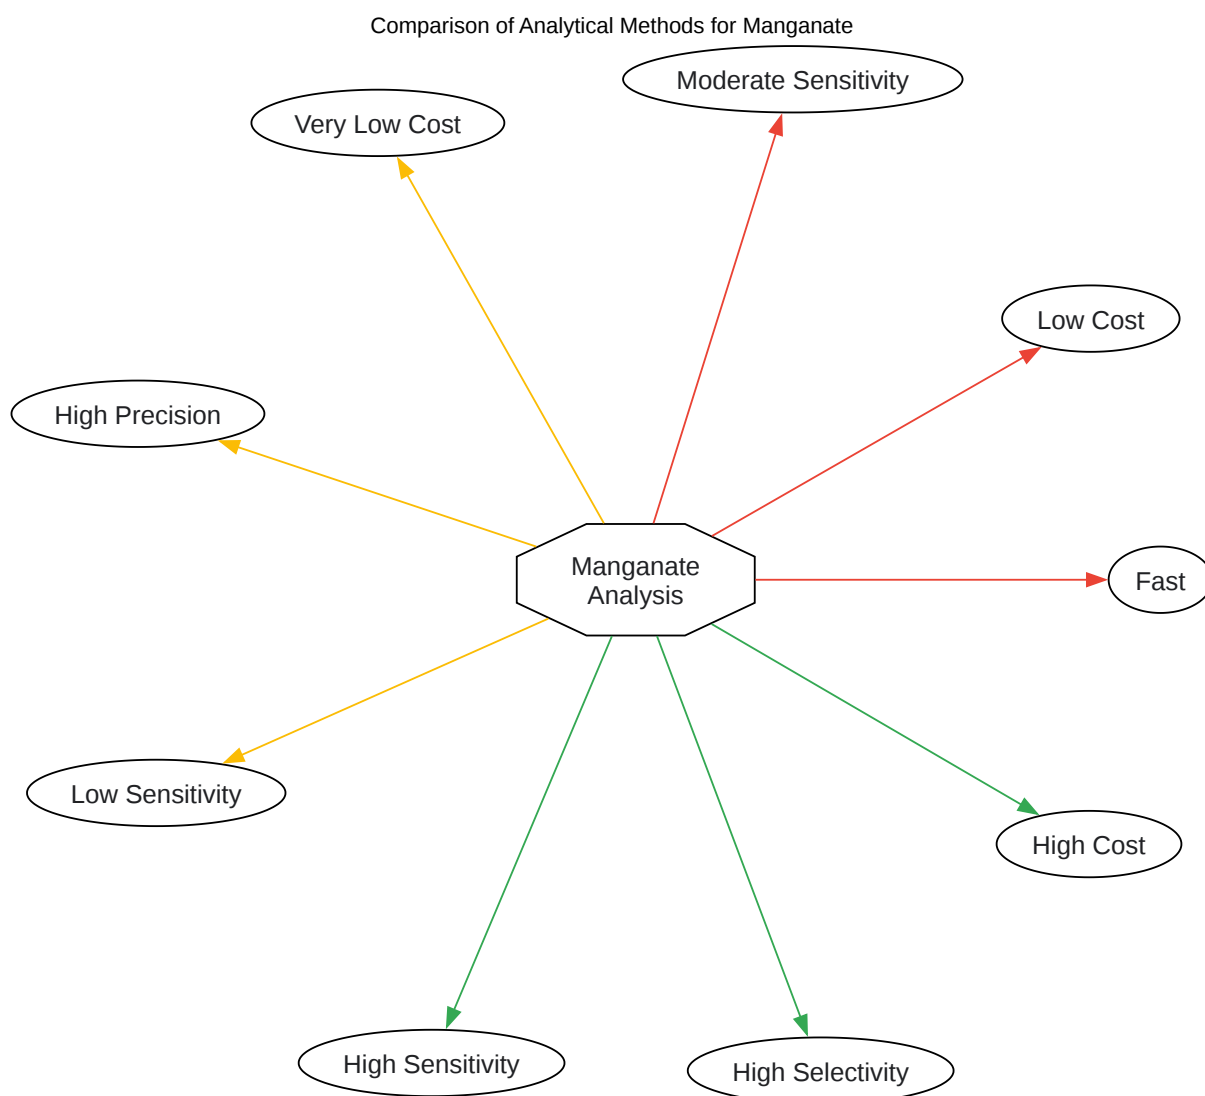 Comparison of Analytical Methods for Manganate
Moderate Sensitivity
Very Low Cost
Low Cost
High Precision
Manganate
Analysis
Fast
Low Sensitivity
High Cost
High Sensitivity
High Selectivity